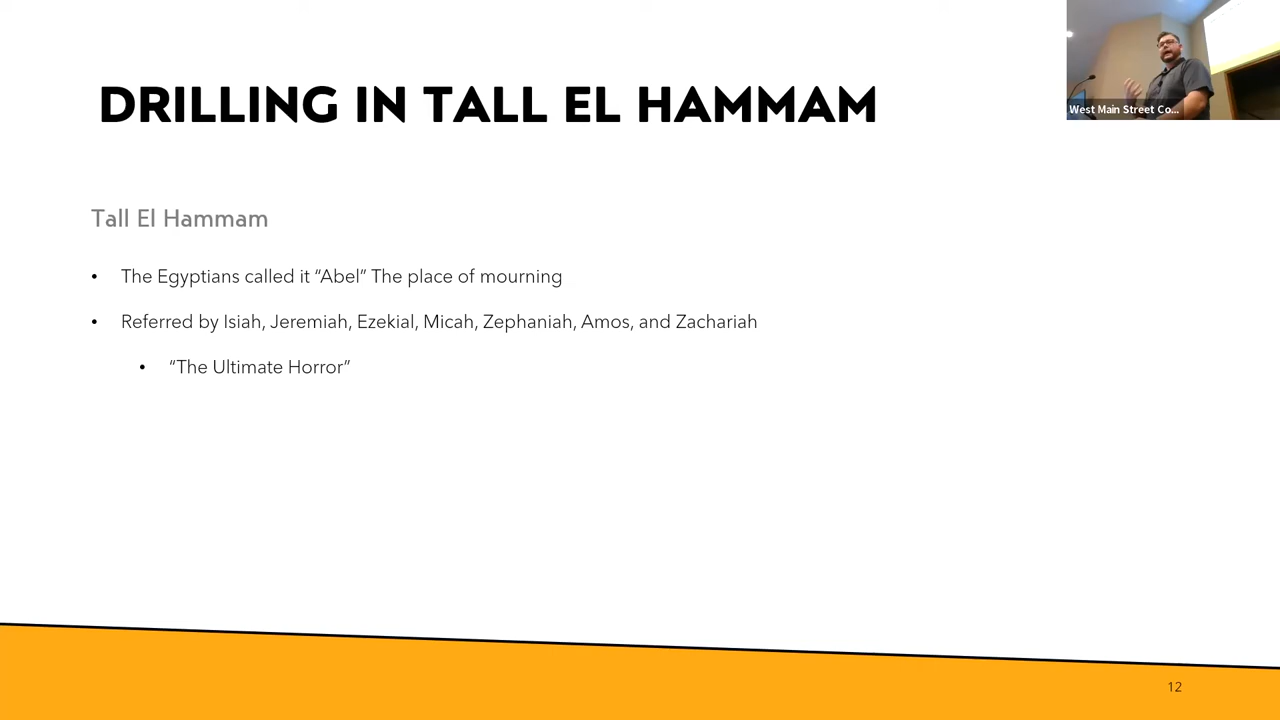 DRILLING IN TALL EL HAMMAM
West Main Street Co...
Tall El Hammam
• The Egyptians called it “Abel” The place of mourning
• Referred by Isiah, Jeremiah, Ezekial, Micah, Zephaniah, Amos, and Zachariah
• “The Ultimate Horror”
12